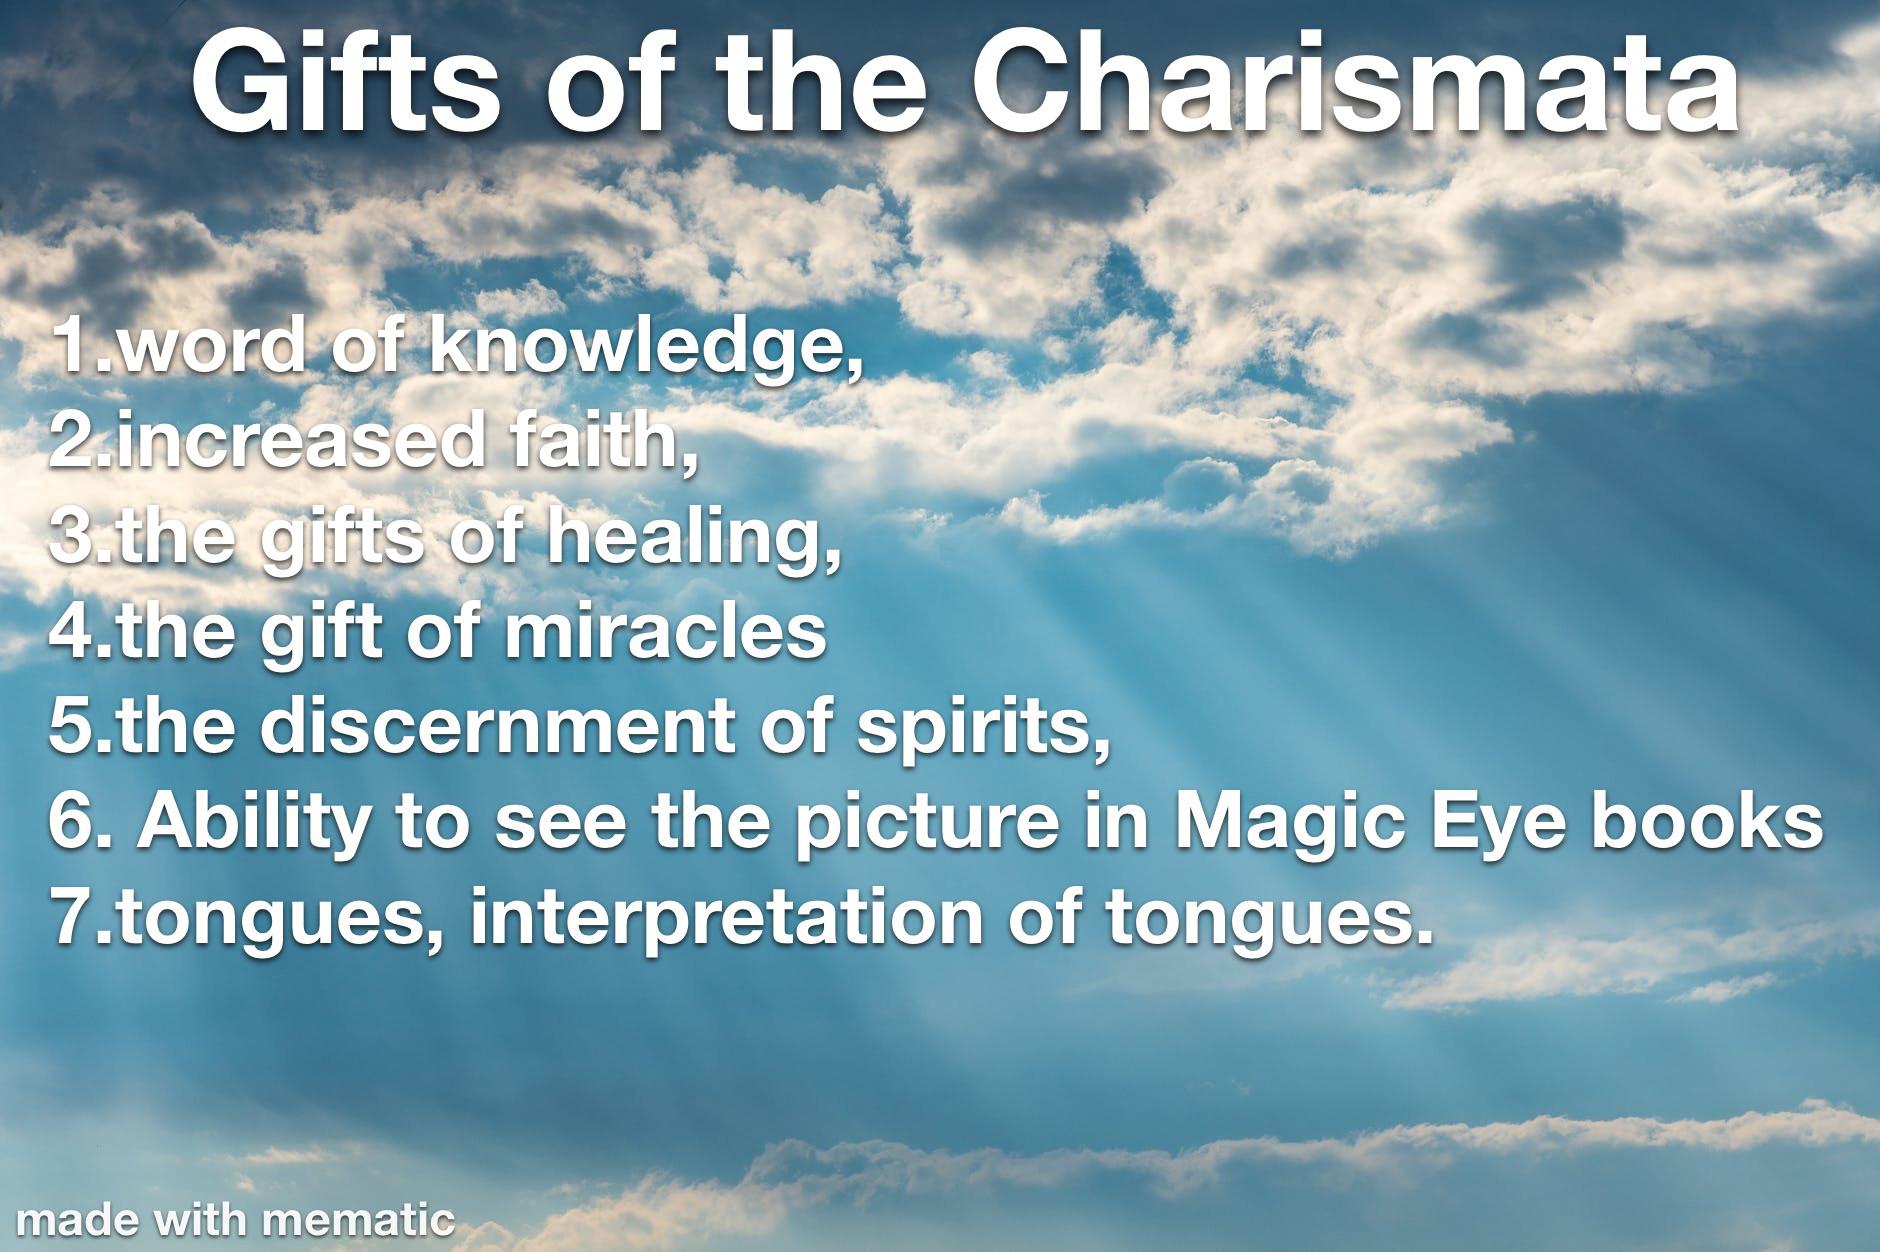 Gifts of the Charismata
1.word of knowledge,
2.increased faith,
3.the gifts of healing,
4.the gift of miracles
5.the discernment of spirits,
6. Ability to see the picture in Magic Eye books
7.tongues, interpretation of tongues.
made with mematic